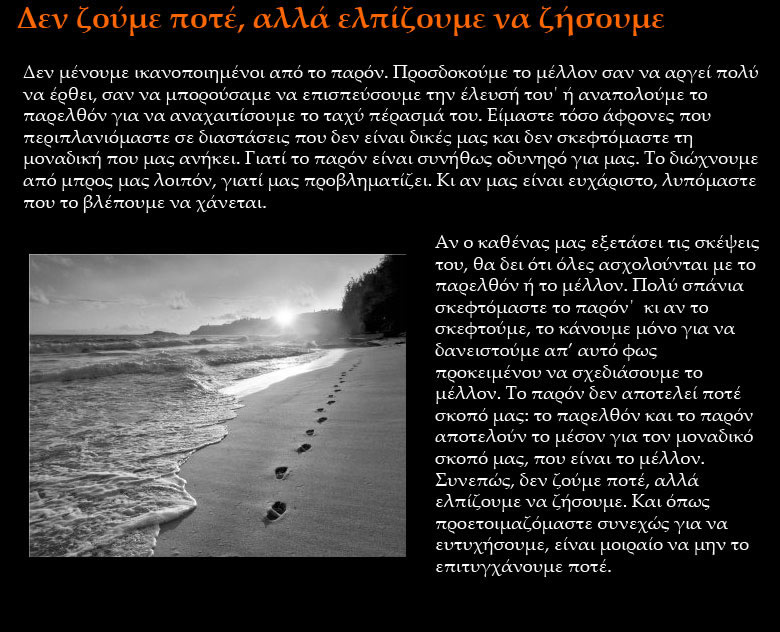 Δεν ζούμε ποτέ, αλλά ελπίζουμε να ζήσουμε
Δεν μένουμε ικανοποιημένοι από το παρόν. Προσδοκούμε το μέλλον σαν να αργεί πολύ
να έρθει, σαν να μπορούσαμε να επισπεύσουμε την έλευσή του˙ ή αναπολούμε το
παρελθόν για να αναχαιτίσουμε το ταχύ πέρασμά του. Είμαστε τόσο άφρονες που
περιπλανιόμαστε σε διαστάσεις που δεν είναι δικές μας και δεν σκεφτόμαστε τη
μοναδική που μας ανήκει. Γιατί το παρόν είναι συνήθως οδυνηρό για μας. Το διώχνουμε
από μπρος μας λοιπόν, γιατί μας προβληματίζει. Κι αν μας είναι ευχάριστο, λυπόμαστε
που το βλέπουμε να χάνεται.
Αν ο καθένας μας εξετάσει τις σκέψεις
του, θα δει ότι όλες ασχολούνται με το
παρελθόν ή το μέλλον. Πολύ σπάνια
σκεφτόμαστε το παρόν˙ κι αν το
σκεφτούμε, το κάνουμε μόνο για να
δανειστούμε απ’ αυτό φως
προκειμένου να σχεδιάσουμε το
μέλλον. Το παρόν δεν αποτελεί ποτέ
σκοπό μας: το παρελθόν και το παρόν
αποτελούν το μέσον για τον μοναδικό
σκοπό μας, που είναι το μέλλον.
Συνεπώς, δεν ζούμε ποτέ, αλλά
ελπίζουμε να ζήσουμε. Και όπως
προετοιμαζόμαστε συνεχώς για να
ευτυχήσουμε, είναι μοιραίο να μην το
επιτυγχάνουμε ποτέ.